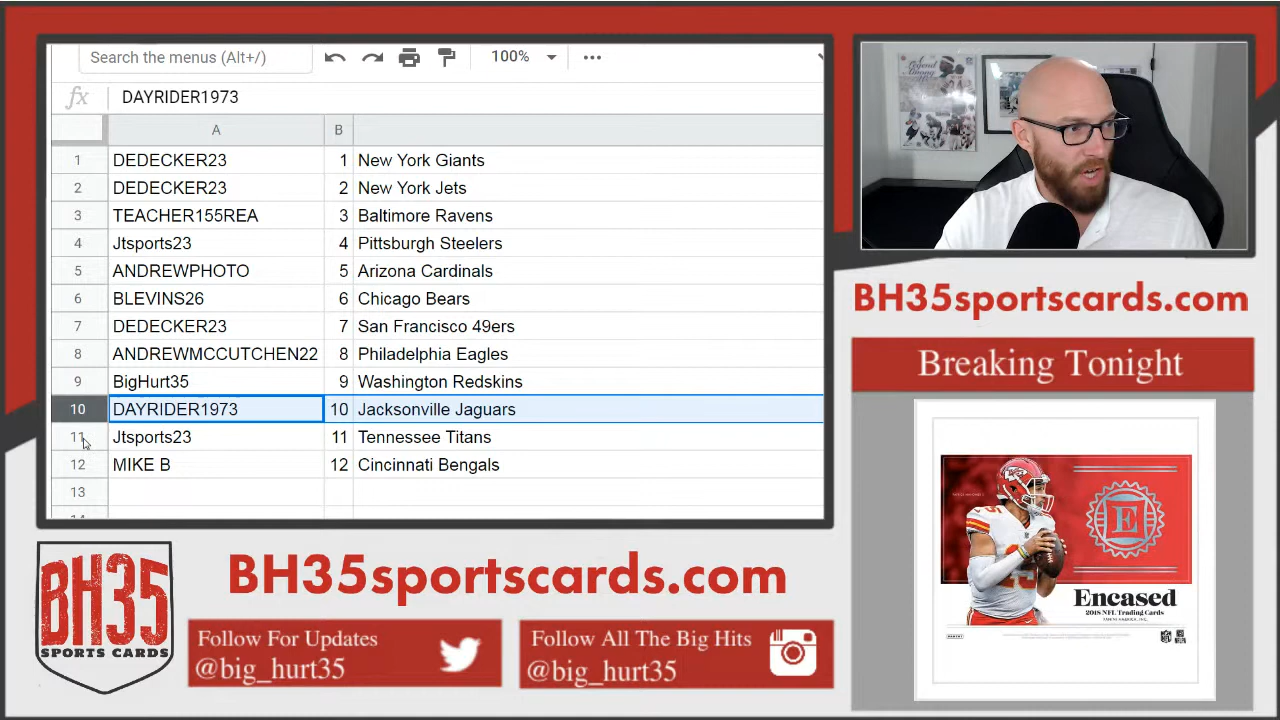 Search the menus (Alt+/)
100%
fx DAYRIDER1973
A B
1 DEDECKER23 1 New York Giants
2 DEDECKER23 2 New York Jets
3 TEACHER155REA 3 Baltimore Ravens
4 Jtsports23 4 Pittsburgh Steelers
5 ANDREWPHOTO 5 Arizona Cardinals
6 BLEVINS26 6 Chicago Bears
7 DEDECKER23 7 San Francisco 49ers
8 ANDREWMCCUTCHEN22 8 Philadelphia Eagles
9 BigHurt35 9 Washington Redskins
10 DAYRIDER1973 10 Jacksonville Jaguars
11 Jtsports23 11 Tennessee Titans
12 MIKE B 12 Cincinnati Bengals
13
BH35sportscards.com
Breaking Tonight
E
Encased
2018 NFL Trading Cards
BH35
SPORTS CARDS
BH35sportscards.com
Follow For Updates
@big_hurt35
Follow All The Big Hits
@big_hurt35